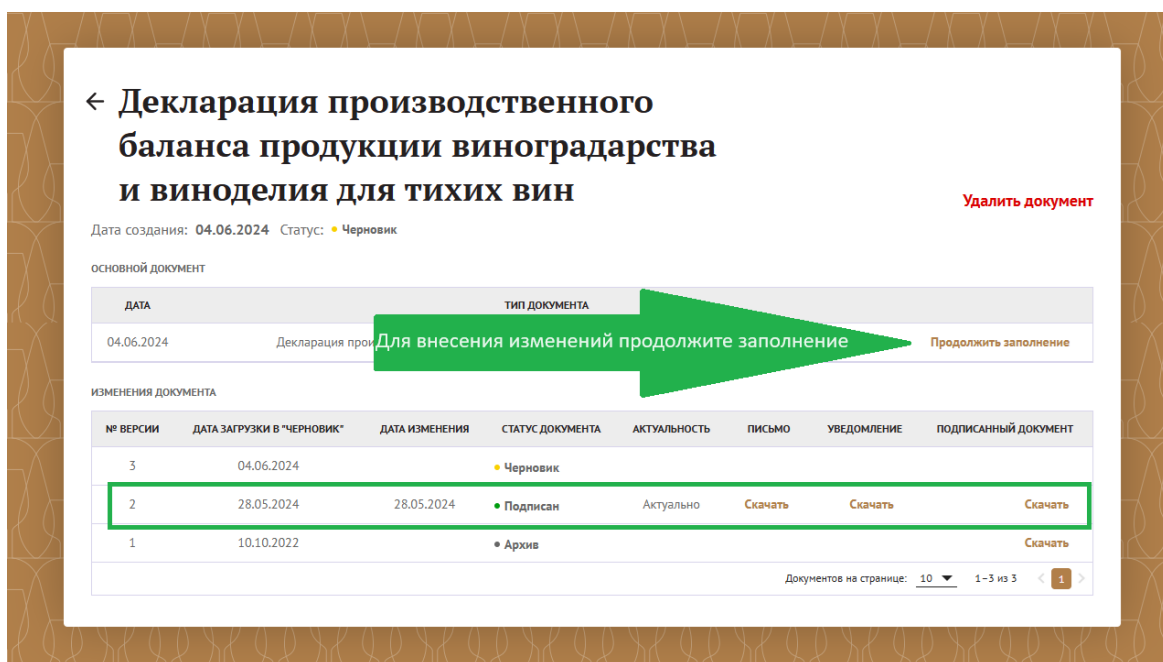 ← Декларация производственного
баланса продукции виноградарства
и виноделия для тихих вин
Удалить документ
Дата создания: 04.06.2024 Статус: • Черновик
ОСНОВНОЙ ДОКУМЕНТ
ДАТА ТИП ДОКУМЕНТА
04.06.2024 Декларация прои Для внесения изменений продолжите заполнение Продолжить заполнение
ИЗМЕНЕНИЯ ДОКУМЕНТА
№ ВЕРСИИ ДАТА ЗАГРУЗКИ В "ЧЕРНОВИК" ДАТА ИЗМЕНЕНИЯ СТАТУС ДОКУМЕНТА АКТУАЛЬНОСТЬ ПИСЬМО УВЕДОМЛЕНИЕ ПОДПИСАННЫЙ ДОКУМЕНТ
3 04.06.2024 • Черновик
2 28.05.2024 28.05.2024 • Подписан Актуально Скачать Скачать Скачать
1 10.10.2022 • Архив Скачать
Документов на странице: 10 1–3 из 3 < 1 >